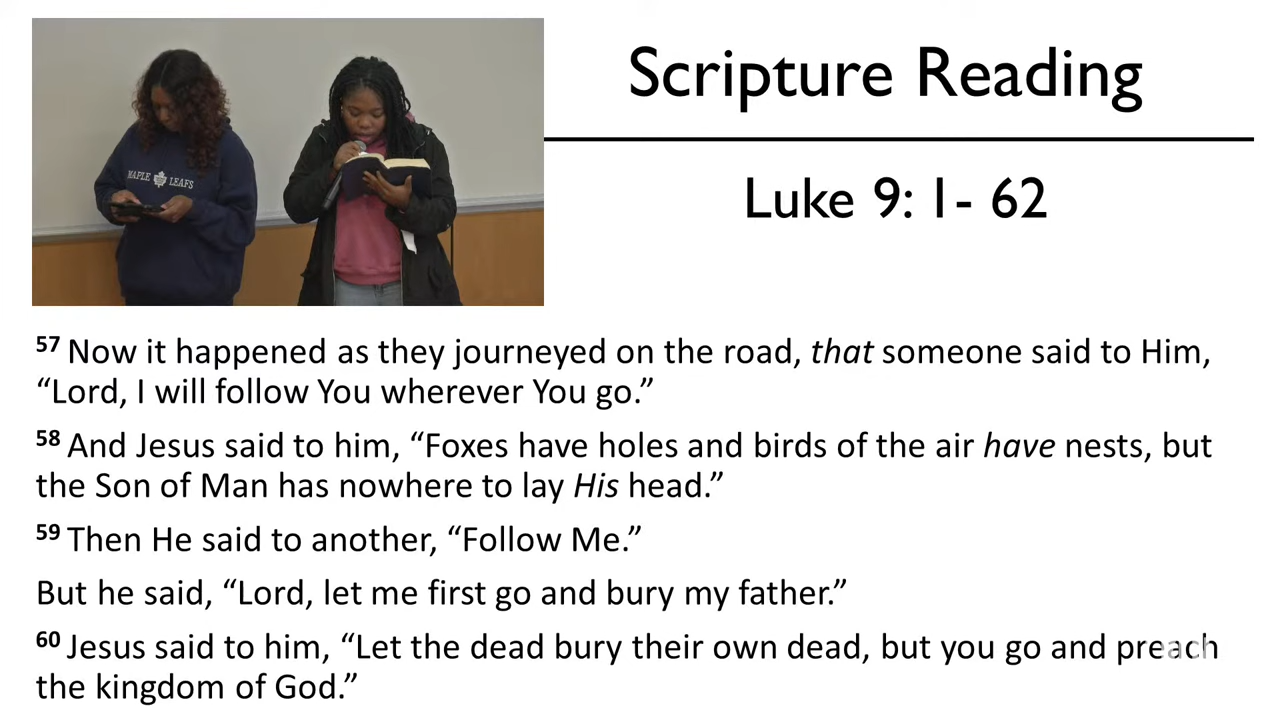 Scripture Reading
Luke 9: 1- 62
MAPLE LEAFS
57 Now it happened as they journeyed on the road, that someone said to Him,
“Lord, I will follow You wherever You go.”
58 And Jesus said to him, “Foxes have holes and birds of the air have nests, but
the Son of Man has nowhere to lay His head.”
59 Then He said to another, “Follow Me.”
But he said, “Lord, let me first go and bury my father.”
60 Jesus said to him, “Let the dead bury their own dead, but you go and preach
the kingdom of God.”